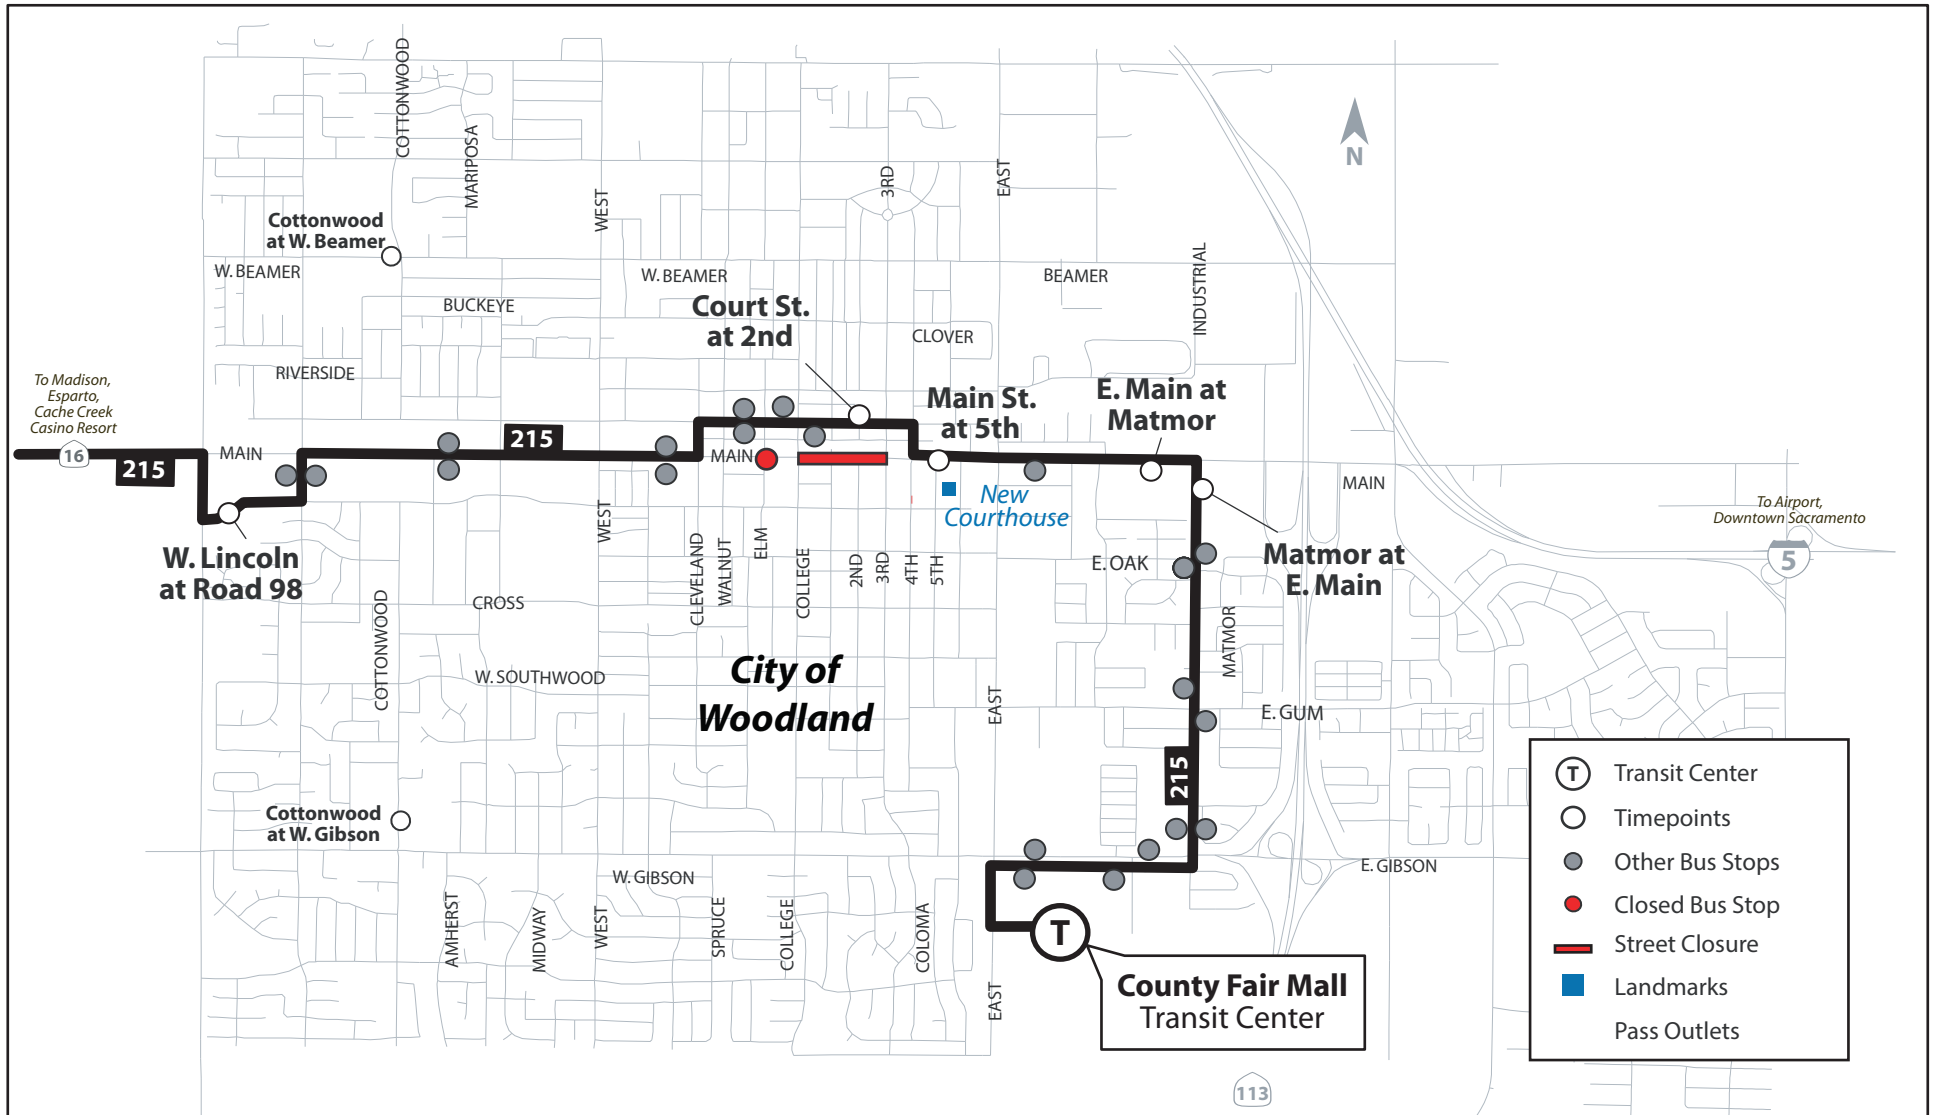 COTTONWOOD
MARIPOSA
WEST
3RD
EAST
N
Cottonwood
at W. Beamer
W. BEAMER
W. BEAMER
BEAMER
INDUSTRIAL
BUCKEYE
Court St.
at 2nd
CLOVER
RIVERSIDE
To Madison,
Esparto,
Cache Creek
Casino Resort
16
215
MAIN
215
MAIN
Main St.
at 5th
E. Main at
Matmor
MAIN
New
Courthouse
To Airport,
Downtown Sacramento
5
W. Lincoln
at Road 98
WEST
CLEVELAND
WALNUT
ELM
COLLEGE
2ND
3RD
4TH
5TH
E. OAK
Matmor at
E. Main
COTTONWOOD
CROSS
MATMOR
W. SOUTHWOOD
City of
Woodland
EAST
E. GUM
215
Cottonwood
at W. Gibson
W. GIBSON
E. GIBSON
AMHERST
MIDWAY
WEST
SPRUCE
COLLEGE
COLOMA
EAST
T
County Fair Mall
Transit Center
113
T Transit Center
Timepoints
Other Bus Stops
Closed Bus Stop
Street Closure
Landmarks
Pass Outlets